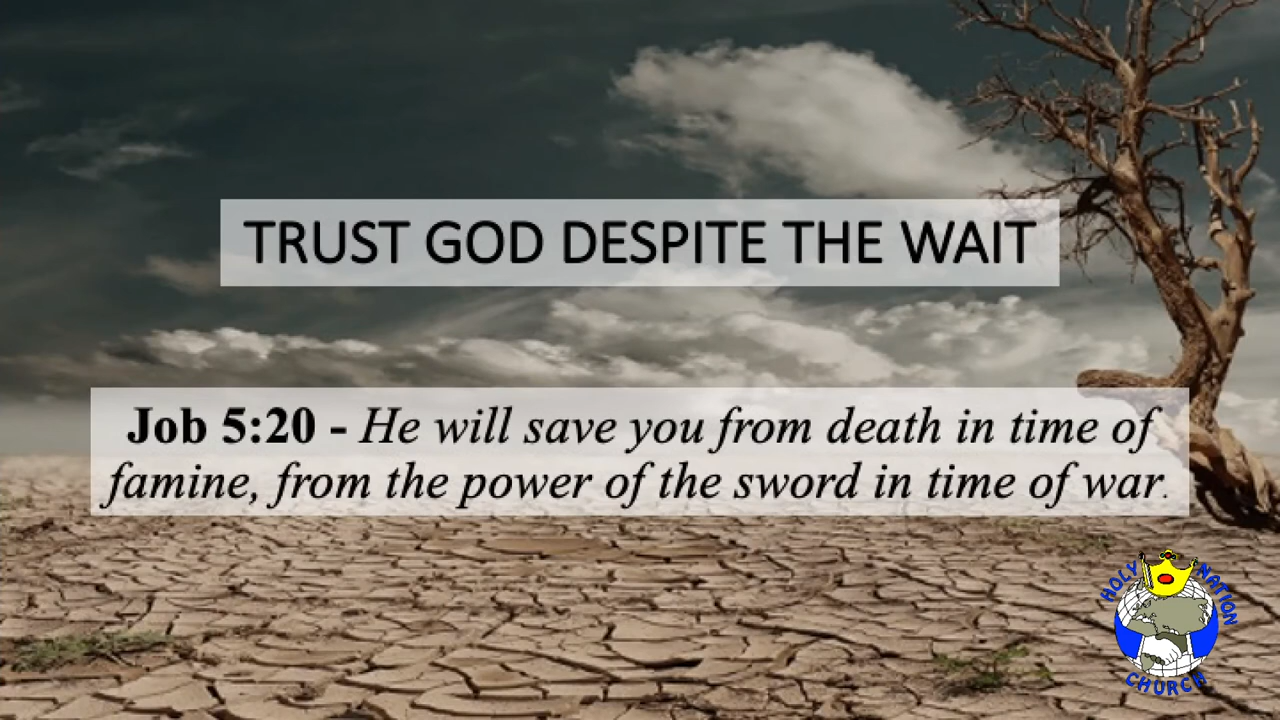 TRUST GOD DESPITE THE WAIT
Job 5:20 - He will save you from death in time of
famine, from the power of the sword in time of war.
HOLY NATION
CHURCH